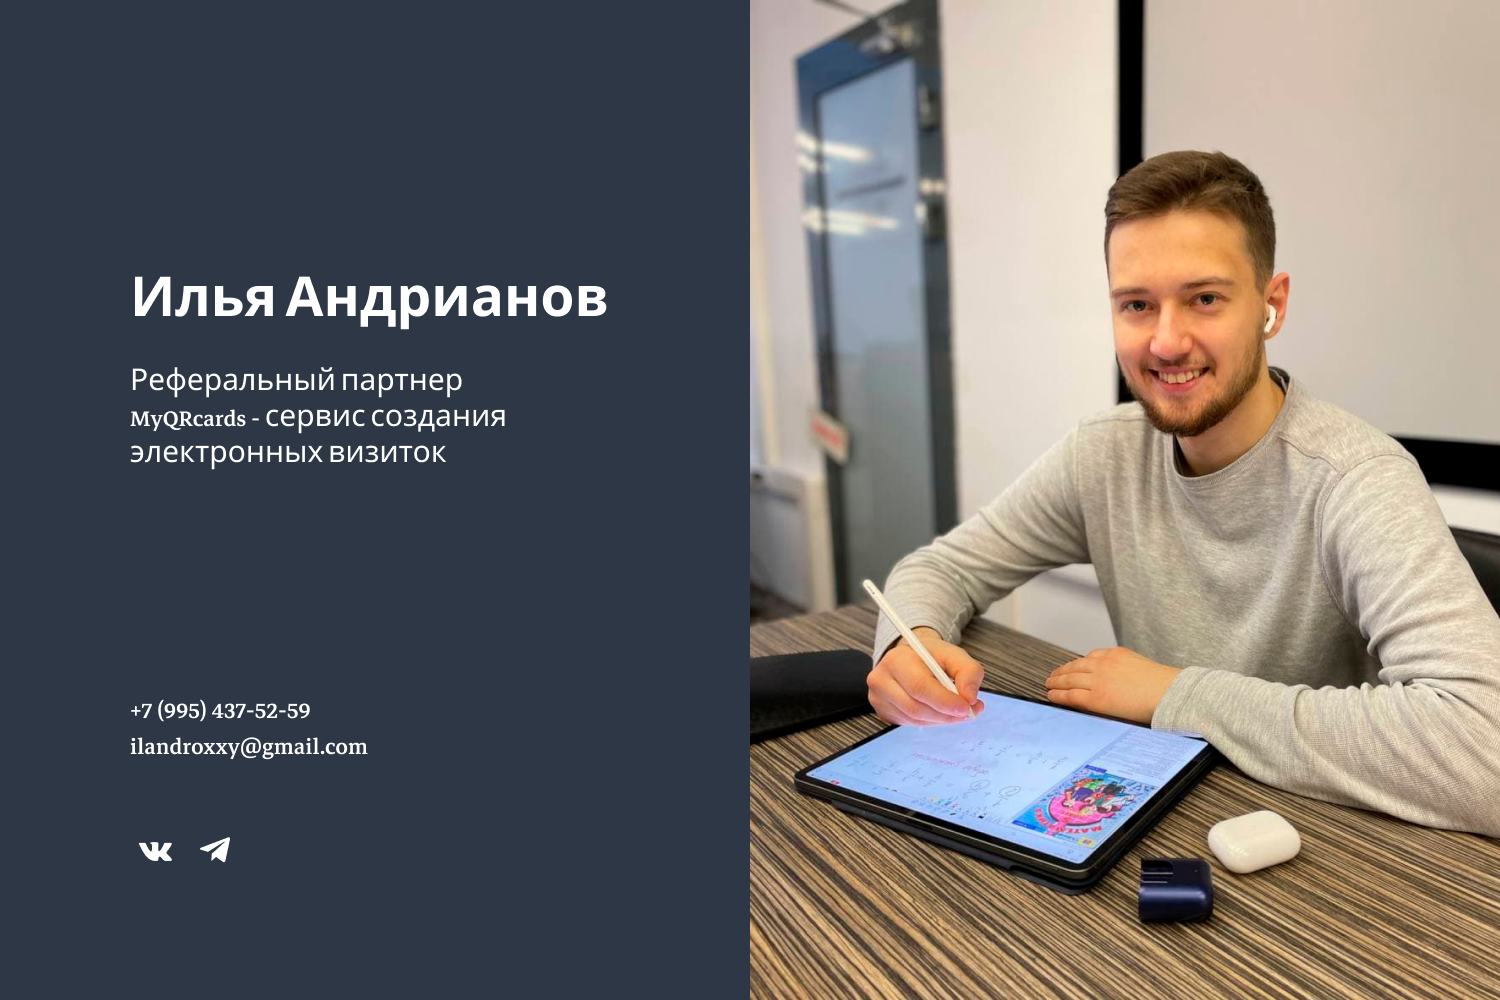 Илья Андрианов
Реферальный партнер
MyQRcards - сервис создания
электронных визиток
+7 (995) 437-52-59
ilandroxxy@gmail.com